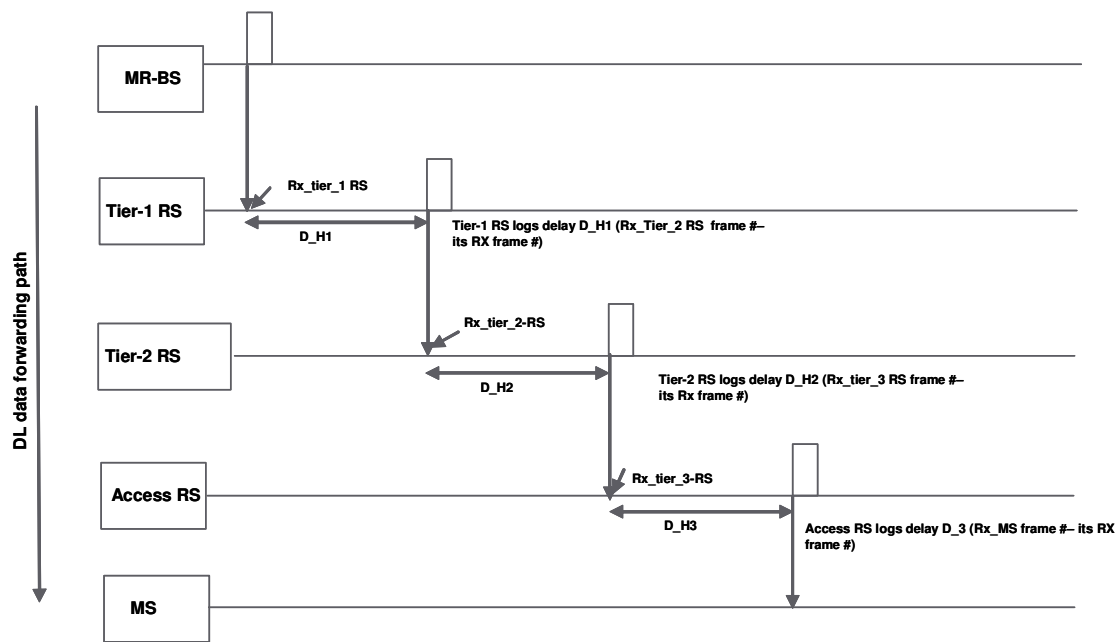 MR-BS
Rx_tier_1 RS
Tier-1 RS
D_H1
Tier-1 RS logs delay D_H1 (Rx_Tier_2 RS frame #–
its RX frame #)
DL data forwarding path
Rx_tier_2-RS
Tier-2 RS
D_H2
Tier-2 RS logs delay D_H2 (Rx_tier_3 RS frame #–
its Rx frame #)
Rx_tier_3-RS
Access RS
D_H3
Access RS logs delay D_3 (Rx_MS frame #– its RX
frame #)
MS